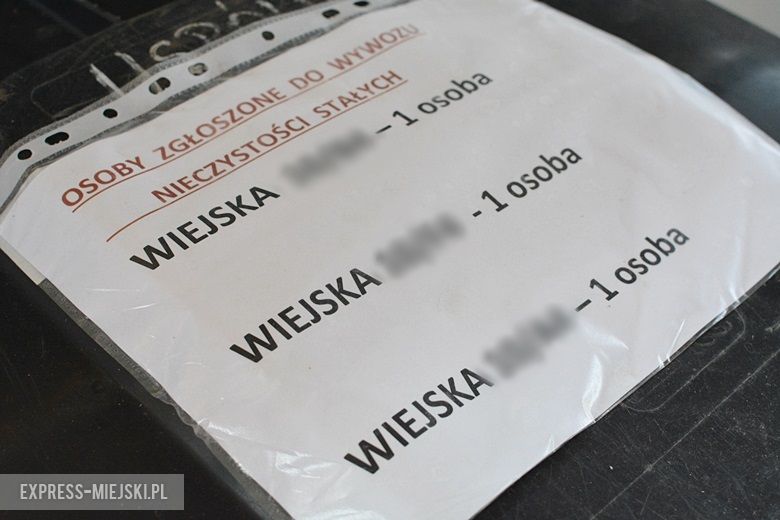 OSOBY ZGŁOSZONE DO WYWOZU
NIECZYSTOŚCI STAŁYCH
WIEJSKA – 1 osoba
WIEJSKA - 1 osoba
WIEJSKA – 1 osoba
EXPRESS-MIEJSKI.PL